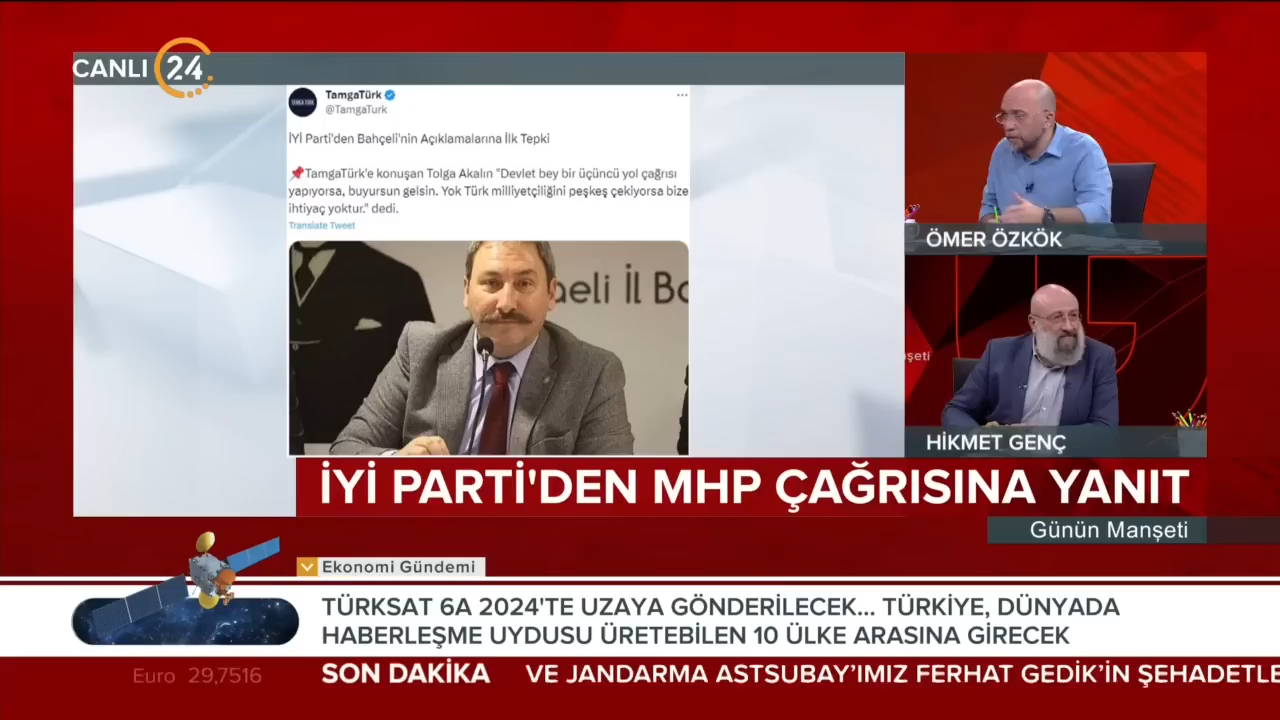 CANLI 24
TAMGA TÜRK
TamgaTürk
@TamgaTurk
İYİ Parti'den Bahçeli'nin Açıklamalarına İlk Tepki
📌TamgaTürk'e konuşan Tolga Akalın "Devlet bey bir üçüncü yol çağrısı
yapıyorsa, buyursun gelsin. Yok Türk milliyetçiliğini peşkeş çekiyorsa bize
ihtiyaç yoktur." dedi.
Translate Tweet
aeli İl Ba
ÖMER ÖZKÖK
nşeti
HİKMET GENÇ
İYİ PARTİ'DEN MHP ÇAĞRISINA YANIT
Günün Manşeti
Ekonomi Gündemi
TÜRKSAT 6A 2024'TE UZAYA GÖNDERİLECEK... TÜRKİYE, DÜNYADA
HABERLEŞME UYDUSU ÜRETEBİLEN 10 ÜLKE ARASINA GİRECEK
Euro 29,7516
SON DAKİKA VE JANDARMA ASTSUBAY'IMIZ FERHAT GEDİK'İN ŞEHADETLE